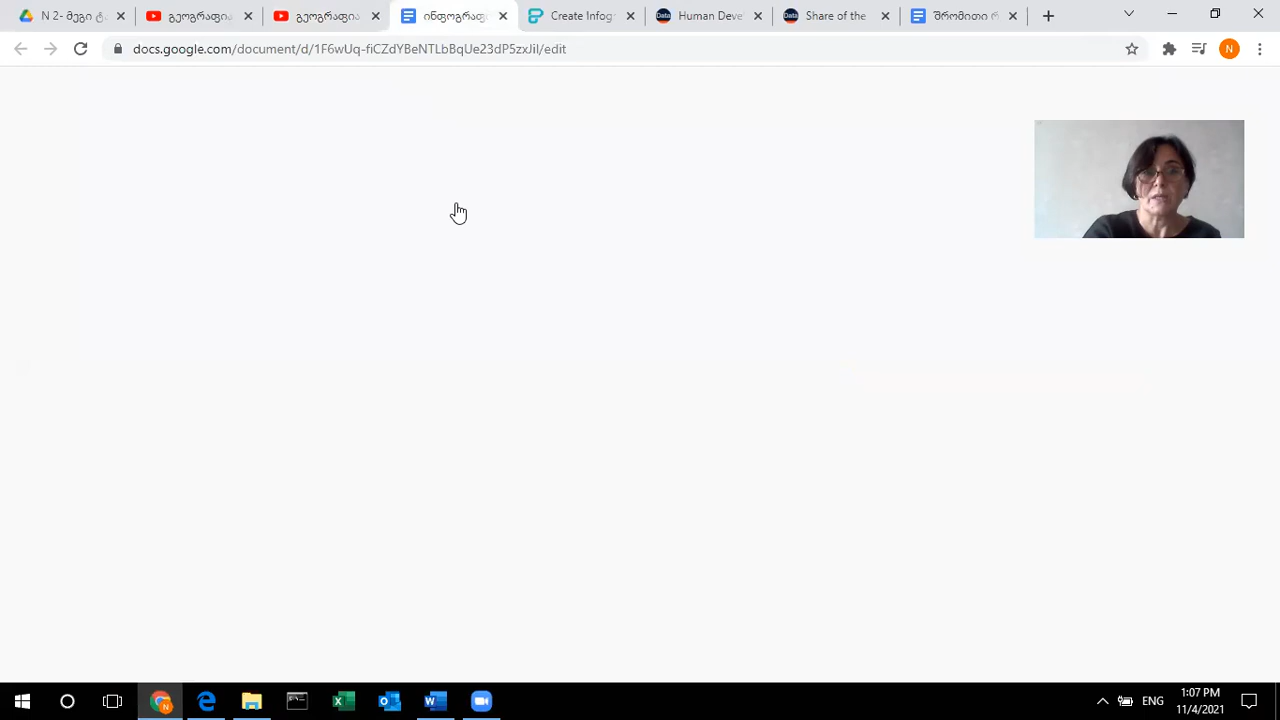 N 2- მეგიტ
გეოგრაფია
გეოგრაფია.
ინფოგრაფ
Create Infog
Human Deve
Share of the
შრომითი რ
docs.google.com/document/d/1F6wUq-fiCZdYBeNTLbBqUe23dP5zxJil/edit
N
ENG
1:07 PM
11/4/2021